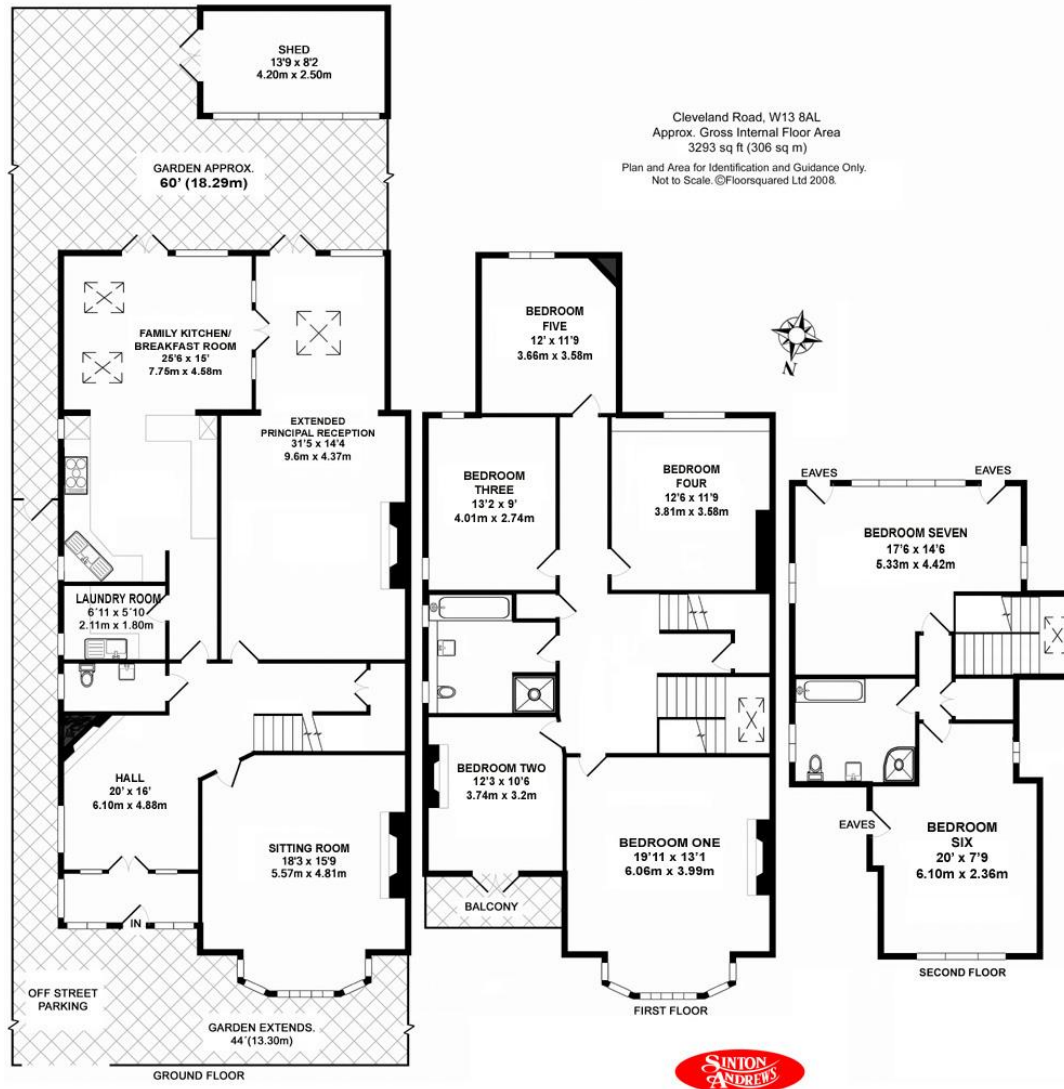 SHED
13'9 x 8'2
4.20m x 2.50m
Cleveland Road, W13 8AL
Approx. Gross Internal Floor Area
3293 sq ft (306 sq m)
Plan and Area for Identification and Guidance Only.
Not to Scale. ©Floorsquared Ltd 2008.
GARDEN APPROX.
60' (18.29m)
FAMILY KITCHEN/
BREAKFAST ROOM
25'6 x 15'
7.75m x 4.58m
EXTENDED
PRINCIPAL RECEPTION
31'5 x 14'4
9.6m x 4.37m
LAUNDRY ROOM
6'11 x 5'10
2.11m x 1.80m
HALL
20' x 16'
6.10m x 4.88m
SITTING ROOM
18'3 x 15'9
5.57m x 4.81m
IN
OFF STREET
PARKING
GARDEN EXTENDS.
44'(13.30m)
GROUND FLOOR
BEDROOM
FIVE
12' x 11'9
3.66m x 3.58m
N
BEDROOM
THREE
13'2 x 9'
4.01m x 2.74m
BEDROOM
FOUR
12'6 x 11'9
3.81m x 3.58m
BEDROOM TWO
12'3 x 10'6
3.74m x 3.2m
BEDROOM ONE
19'11 x 13'1
6.06m x 3.99m
BALCONY
FIRST FLOOR
EAVES
EAVES
BEDROOM SEVEN
17'6 x 14'6
5.33m x 4.42m
EAVES
BEDROOM
SIX
20' x 7'9
6.10m x 2.36m
SECOND FLOOR
SINTON
ANDREWS